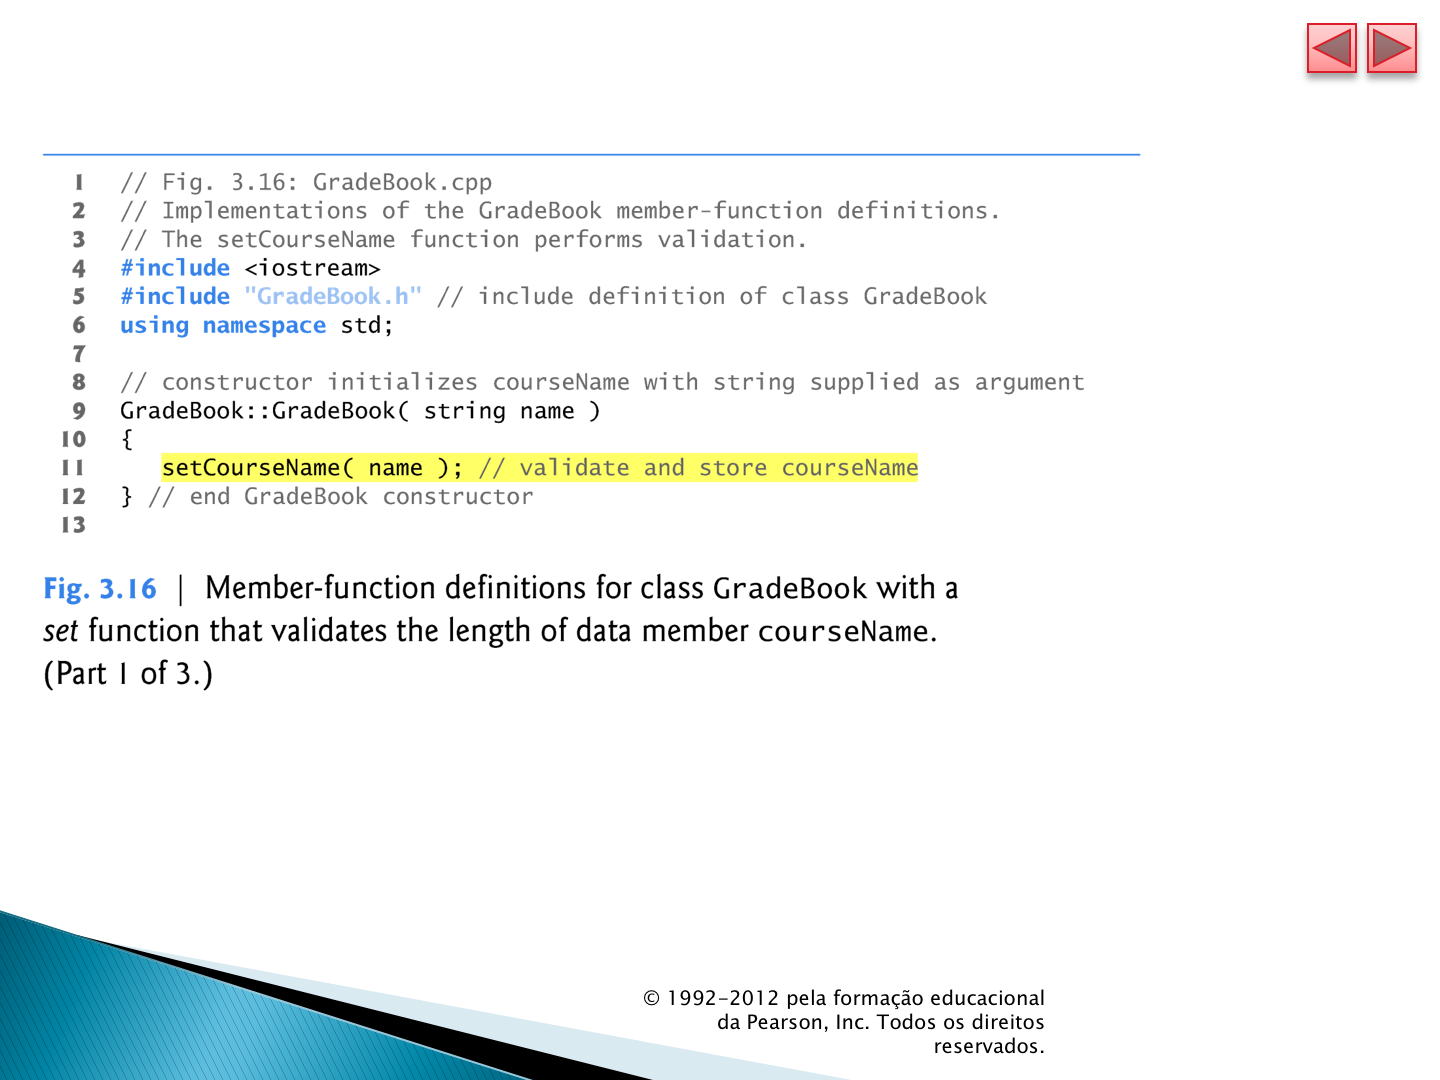 1 // Fig. 3.16: GradeBook.cpp
2 // Implementations of the GradeBook member-function definitions.
3 // The setCourseName function performs validation.
4 #include <iostream>
5 #include "GradeBook.h" // include definition of class GradeBook
6 using namespace std;
7
8 // constructor initializes courseName with string supplied as argument
9 GradeBook::GradeBook( string name )
10 {
11    setCourseName( name ); // validate and store courseName
12 } // end GradeBook constructor
13
Fig. 3.16 | Member-function definitions for class GradeBook with a
set function that validates the length of data member courseName.
(Part 1 of 3.)
© 1992-2012 pela formação educacional
da Pearson, Inc. Todos os direitos
reservados.